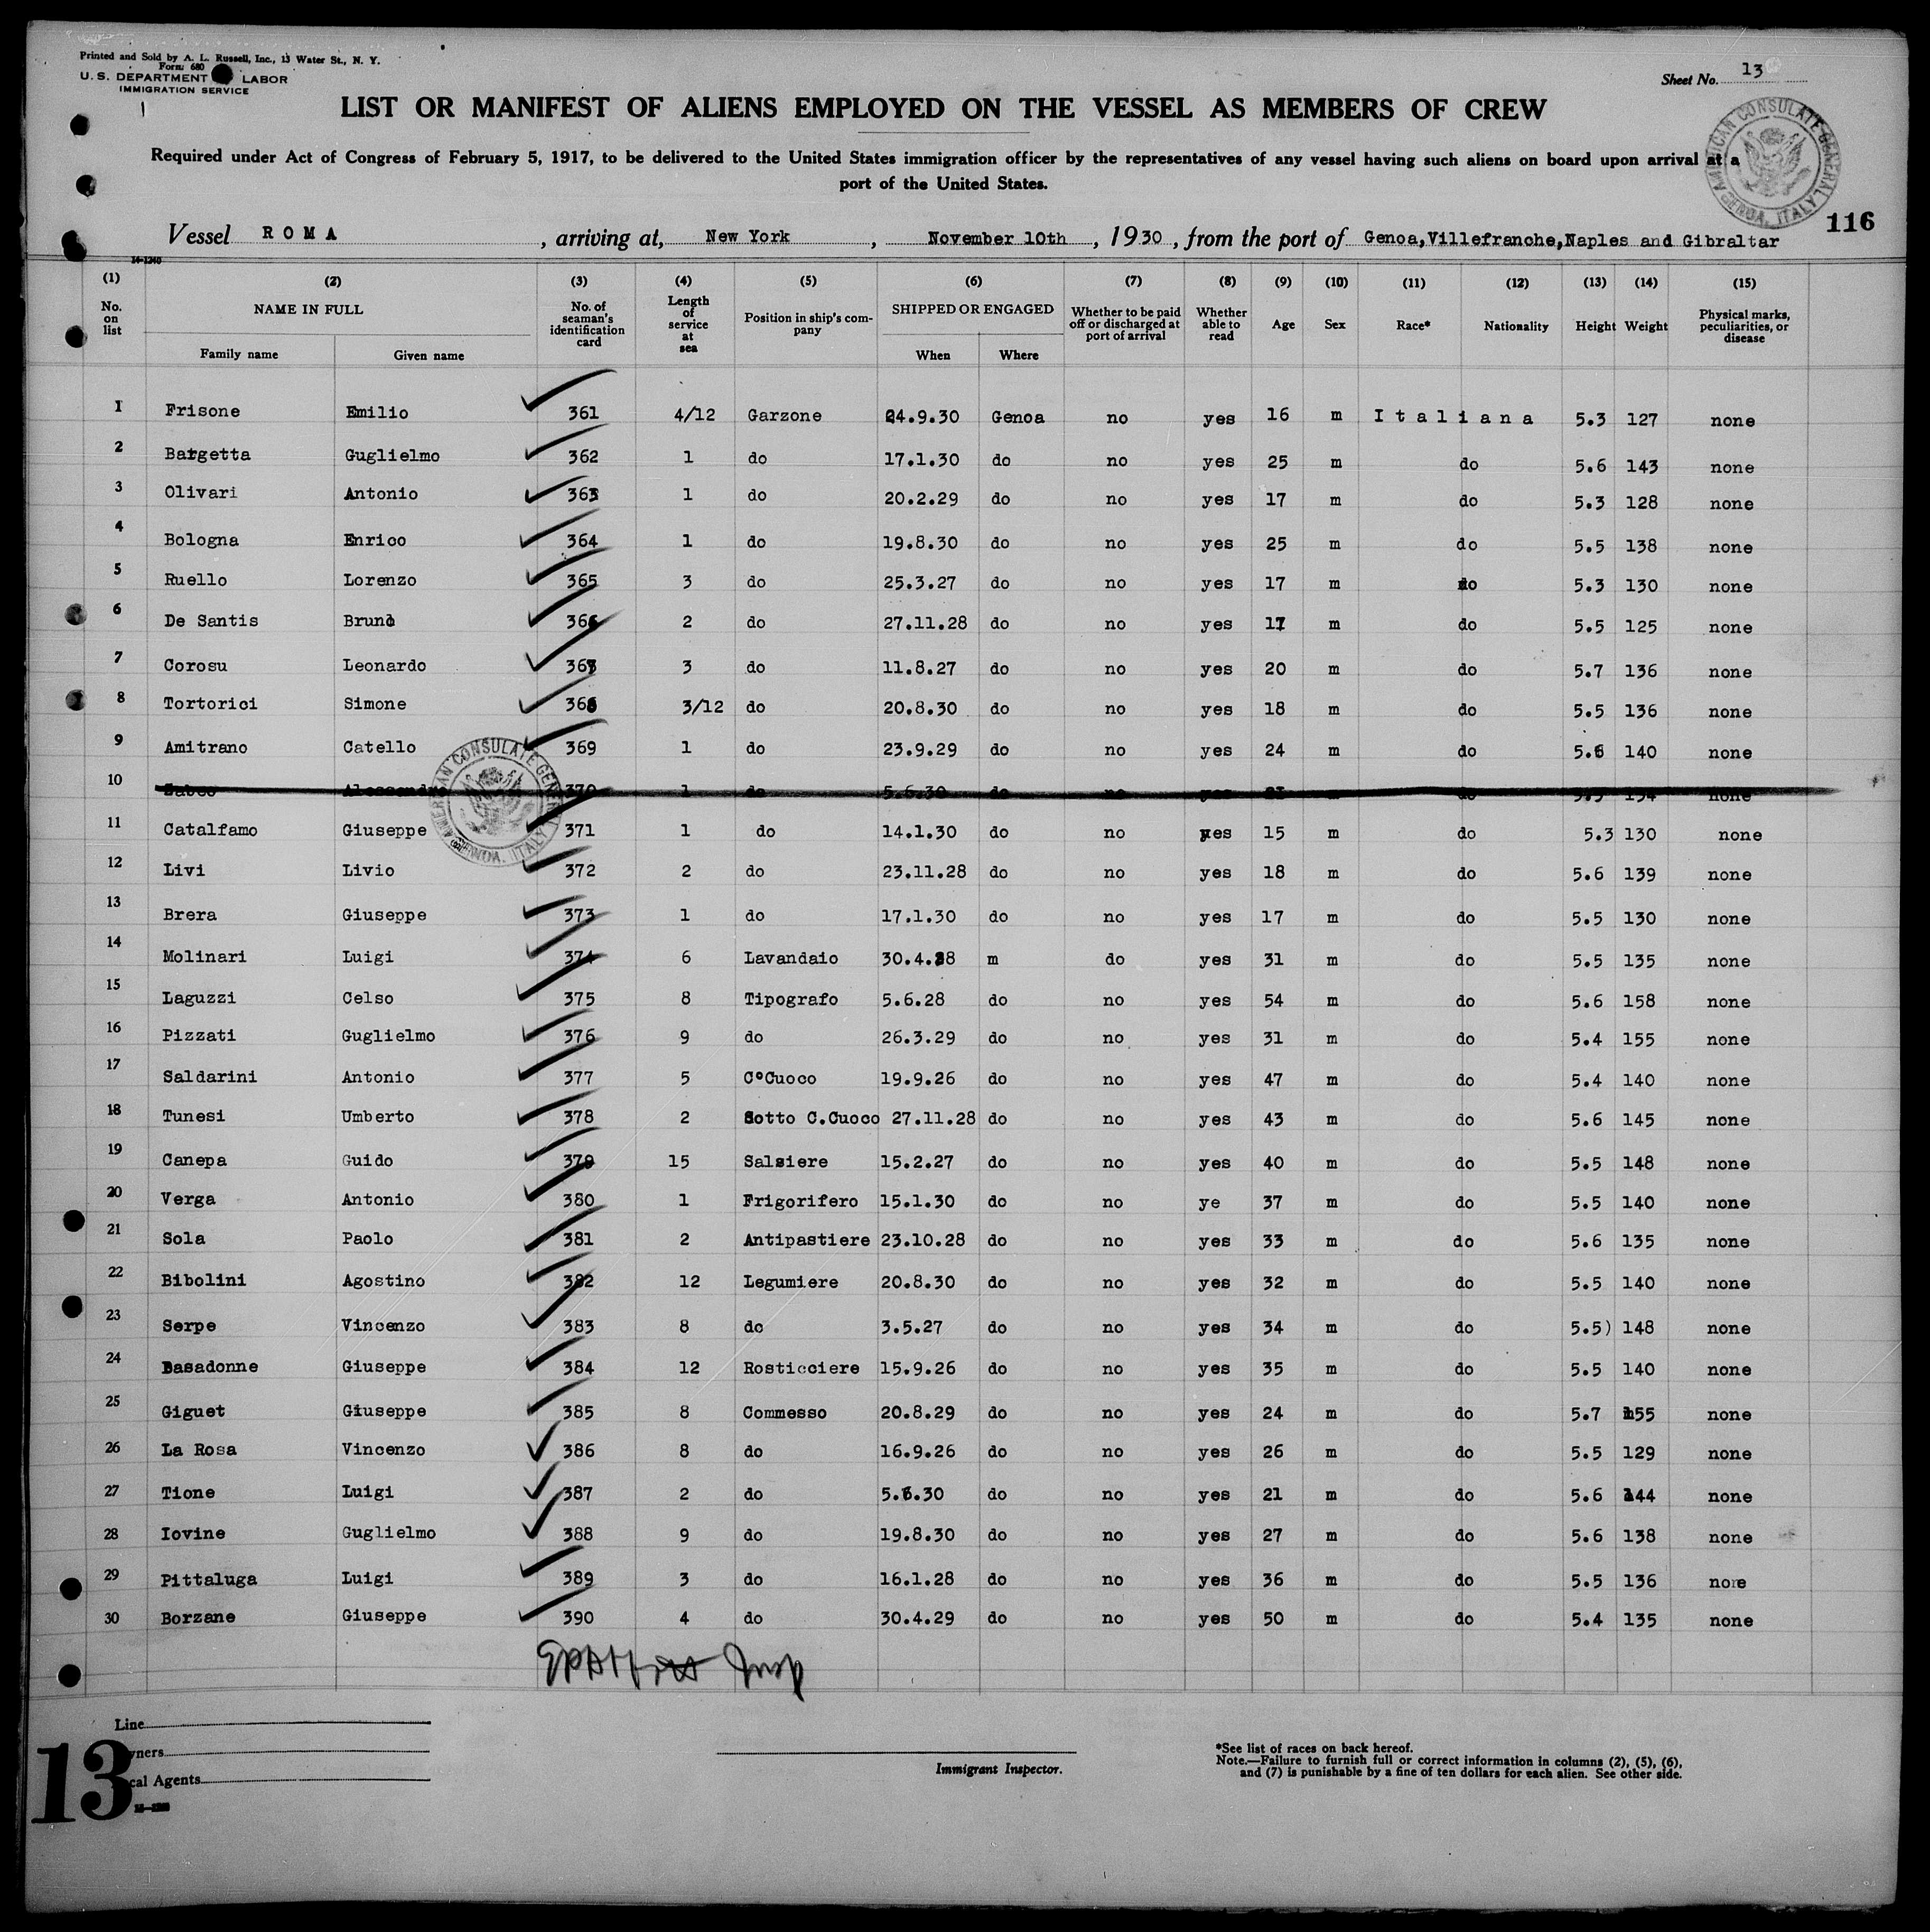 Printed and Sold by A. L. Russell, Inc., 13 Water St., N. Y.
Form 680
U. S. DEPARTMENT LABOR
IMMIGRATION SERVICE
Sheet No. 13
LIST OR MANIFEST OF ALIENS EMPLOYED ON THE VESSEL AS MEMBERS OF CREW
Required under Act of Congress of February 5, 1917, to be delivered to the United States immigration officer by the representatives of any vessel having such aliens on board upon arrival at a
port of the United States.
AMERICAN CONSULATE GENERAL GENOA, ITALY
116
Vessel ROMA, arriving at, New York, November 10th, 1930, from the port of Genoa,Villefranche,Naples and Gibraltar
14-1240
(1) (2) (3) (4) (5) (6) (7) (8) (9) (10) (11) (12) (13) (14) (15)
No. on list NAME IN FULL Family name Given name No. of seaman's identification card Length of service at sea Position in ship's company SHIPPED OR ENGAGED When Where Whether to be paid off or discharged at port of arrival Whether able to read Age Sex Race* Nationality Height Weight Physical marks, peculiarities, or disease
1 Frisone Emilio 361 4/12 Garzone 24.9.30 Genoa no yes 16 m Italiana 5.3 127 none
2 Bargetta Guglielmo 362 1 do 17.1.30 do no yes 25 m do 5.6 143 none
3 Olivari Antonio 363 1 do 20.2.29 do no yes 17 m do 5.3 128 none
4 Bologna Enrico 364 1 do 19.8.30 do no yes 25 m do 5.5 138 none
5 Ruello Lorenzo 365 3 do 25.3.27 do no yes 17 m do 5.3 130 none
6 De Santis Bruno 366 2 do 27.11.28 do no yes 17 m do 5.5 125 none
7 Corosu Leonardo 367 3 do 11.8.27 do no yes 20 m do 5.7 136 none
8 Tortorici Simone 368 3/12 do 20.8.30 do no yes 18 m do 5.5 136 none
9 Amitrano Catello 369 1 do 23.9.29 do no yes 24 m do 5.6 140 none
AMERICAN CONSULATE GENERAL GENOA, ITALY
10 370 1 do 5.6.30 do no yes do none
11 Catalfamo Giuseppe 371 1 do 14.1.30 do no yes 15 m do 5.3 130 none
12 Livi Livio 372 2 do 23.11.28 do no yes 18 m do 5.6 139 none
13 Brera Giuseppe 373 1 do 17.1.30 do no yes 17 m do 5.5 130 none
14 Molinari Luigi 374 6 Lavandaio 30.4.28 m do yes 31 m do 5.5 135 none
15 Laguzzi Celso 375 8 Tipografo 5.6.28 do no yes 54 m do 5.6 158 none
16 Pizzati Guglielmo 376 9 do 26.3.29 do no yes 31 m do 5.4 155 none
17 Saldarini Antonio 377 5 C°Cuoco 19.9.26 do no yes 47 m do 5.4 140 none
18 Tunesi Umberto 378 2 Sotto C.Cuoco 27.11.28 do no yes 43 m do 5.6 145 none
19 Canepa Guido 379 15 Salsiere 15.2.27 do no yes 40 m do 5.5 148 none
20 Verga Antonio 380 1 Frigorifero 15.1.30 do no ye 37 m do 5.5 140 none
21 Sola Paolo 381 2 Antipastiere 23.10.28 do no yes 33 m do 5.6 135 none
22 Bibolini Agostino 382 12 Legumiere 20.8.30 do no yes 32 m do 5.5 140 none
23 Serpe Vincenzo 383 8 do 3.5.27 do no yes 34 m do 5.5) 148 none
24 Basadonne Giuseppe 384 12 Rosticciere 15.9.26 do no yes 35 m do 5.5 140 none
25 Giguet Giuseppe 385 8 Commesso 20.8.29 do no yes 24 m do 5.7 155 none
26 La Rosa Vincenzo 386 8 do 16.9.26 do no yes 26 m do 5.5 129 none
27 Tione Luigi 387 2 do 5.6.30 do no yes 21 m do 5.6 144 none
28 Iovine Guglielmo 388 9 do 19.8.30 do no yes 27 m do 5.6 138 none
29 Pittaluga Luigi 389 3 do 16.1.28 do no yes 36 m do 5.5 136 none
30 Borzane Giuseppe 390 4 do 30.4.29 do no yes 50 m do 5.4 135 none
Insp
Line
13
Immigrant Inspector.
*See list of races on back hereof.
Note.—Failure to furnish full or correct information in columns (2), (5), (6),
and (7) is punishable by a fine of ten dollars for each alien. See other side.